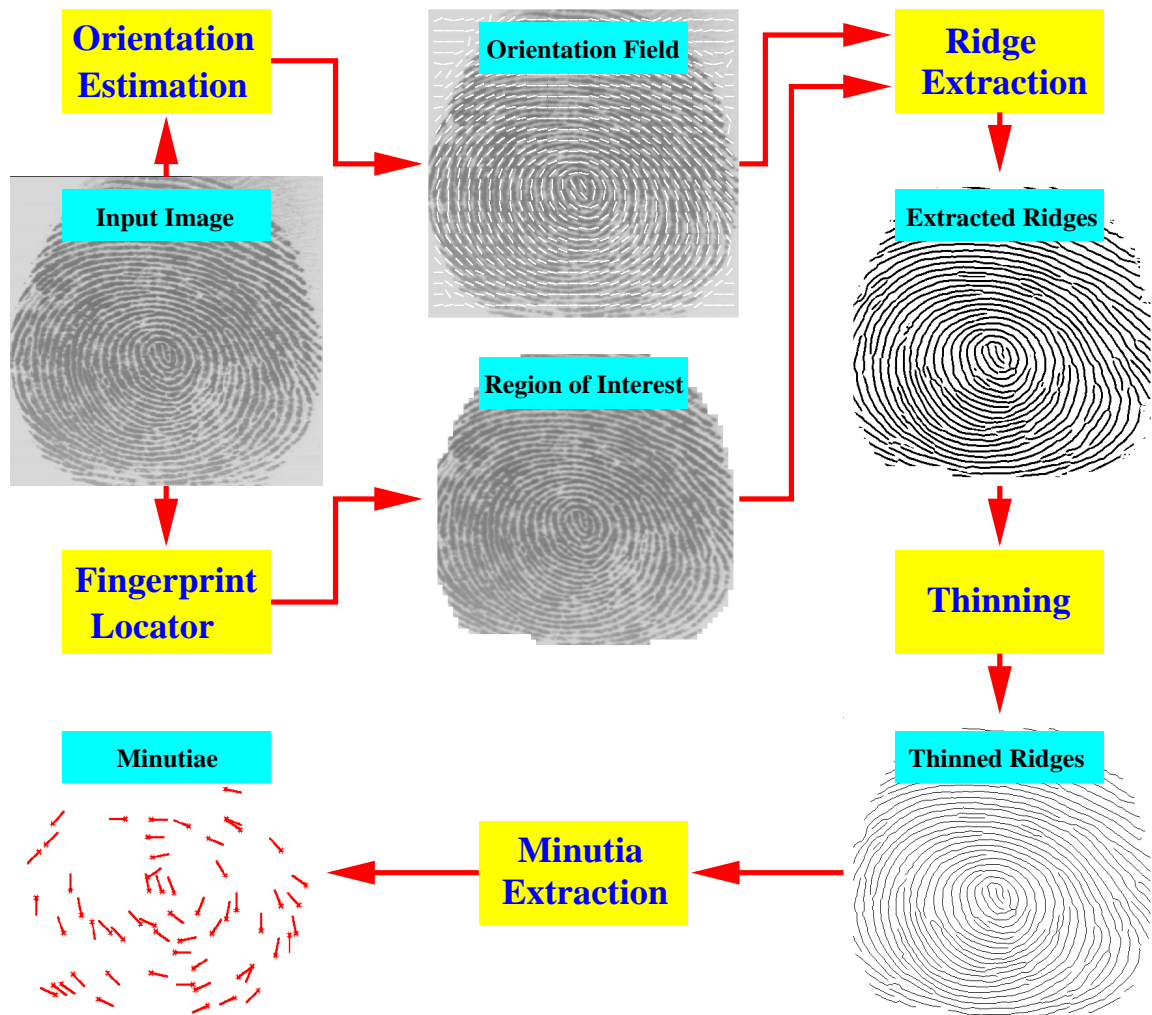 Orientation
Estimation
Orientation Field
Ridge
Extraction
Input Image
Extracted Ridges
Region of Interest
Fingerprint
Locator
Thinning
Minutiae
Thinned Ridges
Minutia
Extraction